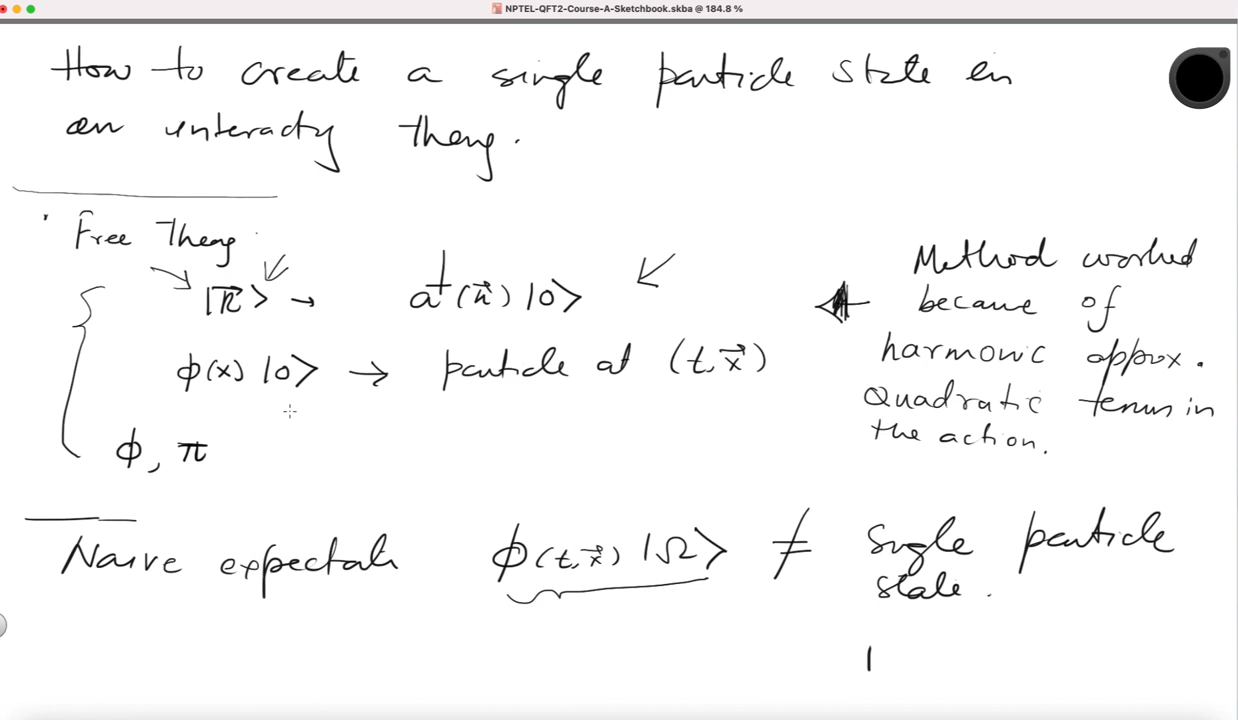 NPTEL-QFT2-Course-A-Sketchbook.skba @ 184.8 %
How to create a single particle state in
an interacting theory.
Free Theory
|k⃗⟩ → a†(k⃗) |0⟩
ϕ(x) |0⟩ → particle at (t, x⃗)
ϕ, π
Method worked
because of
harmonic approx.
Quadratic terms in
the action.
Naive expectation ϕ(t, x⃗) |Ω⟩ ≠ single particle
state.